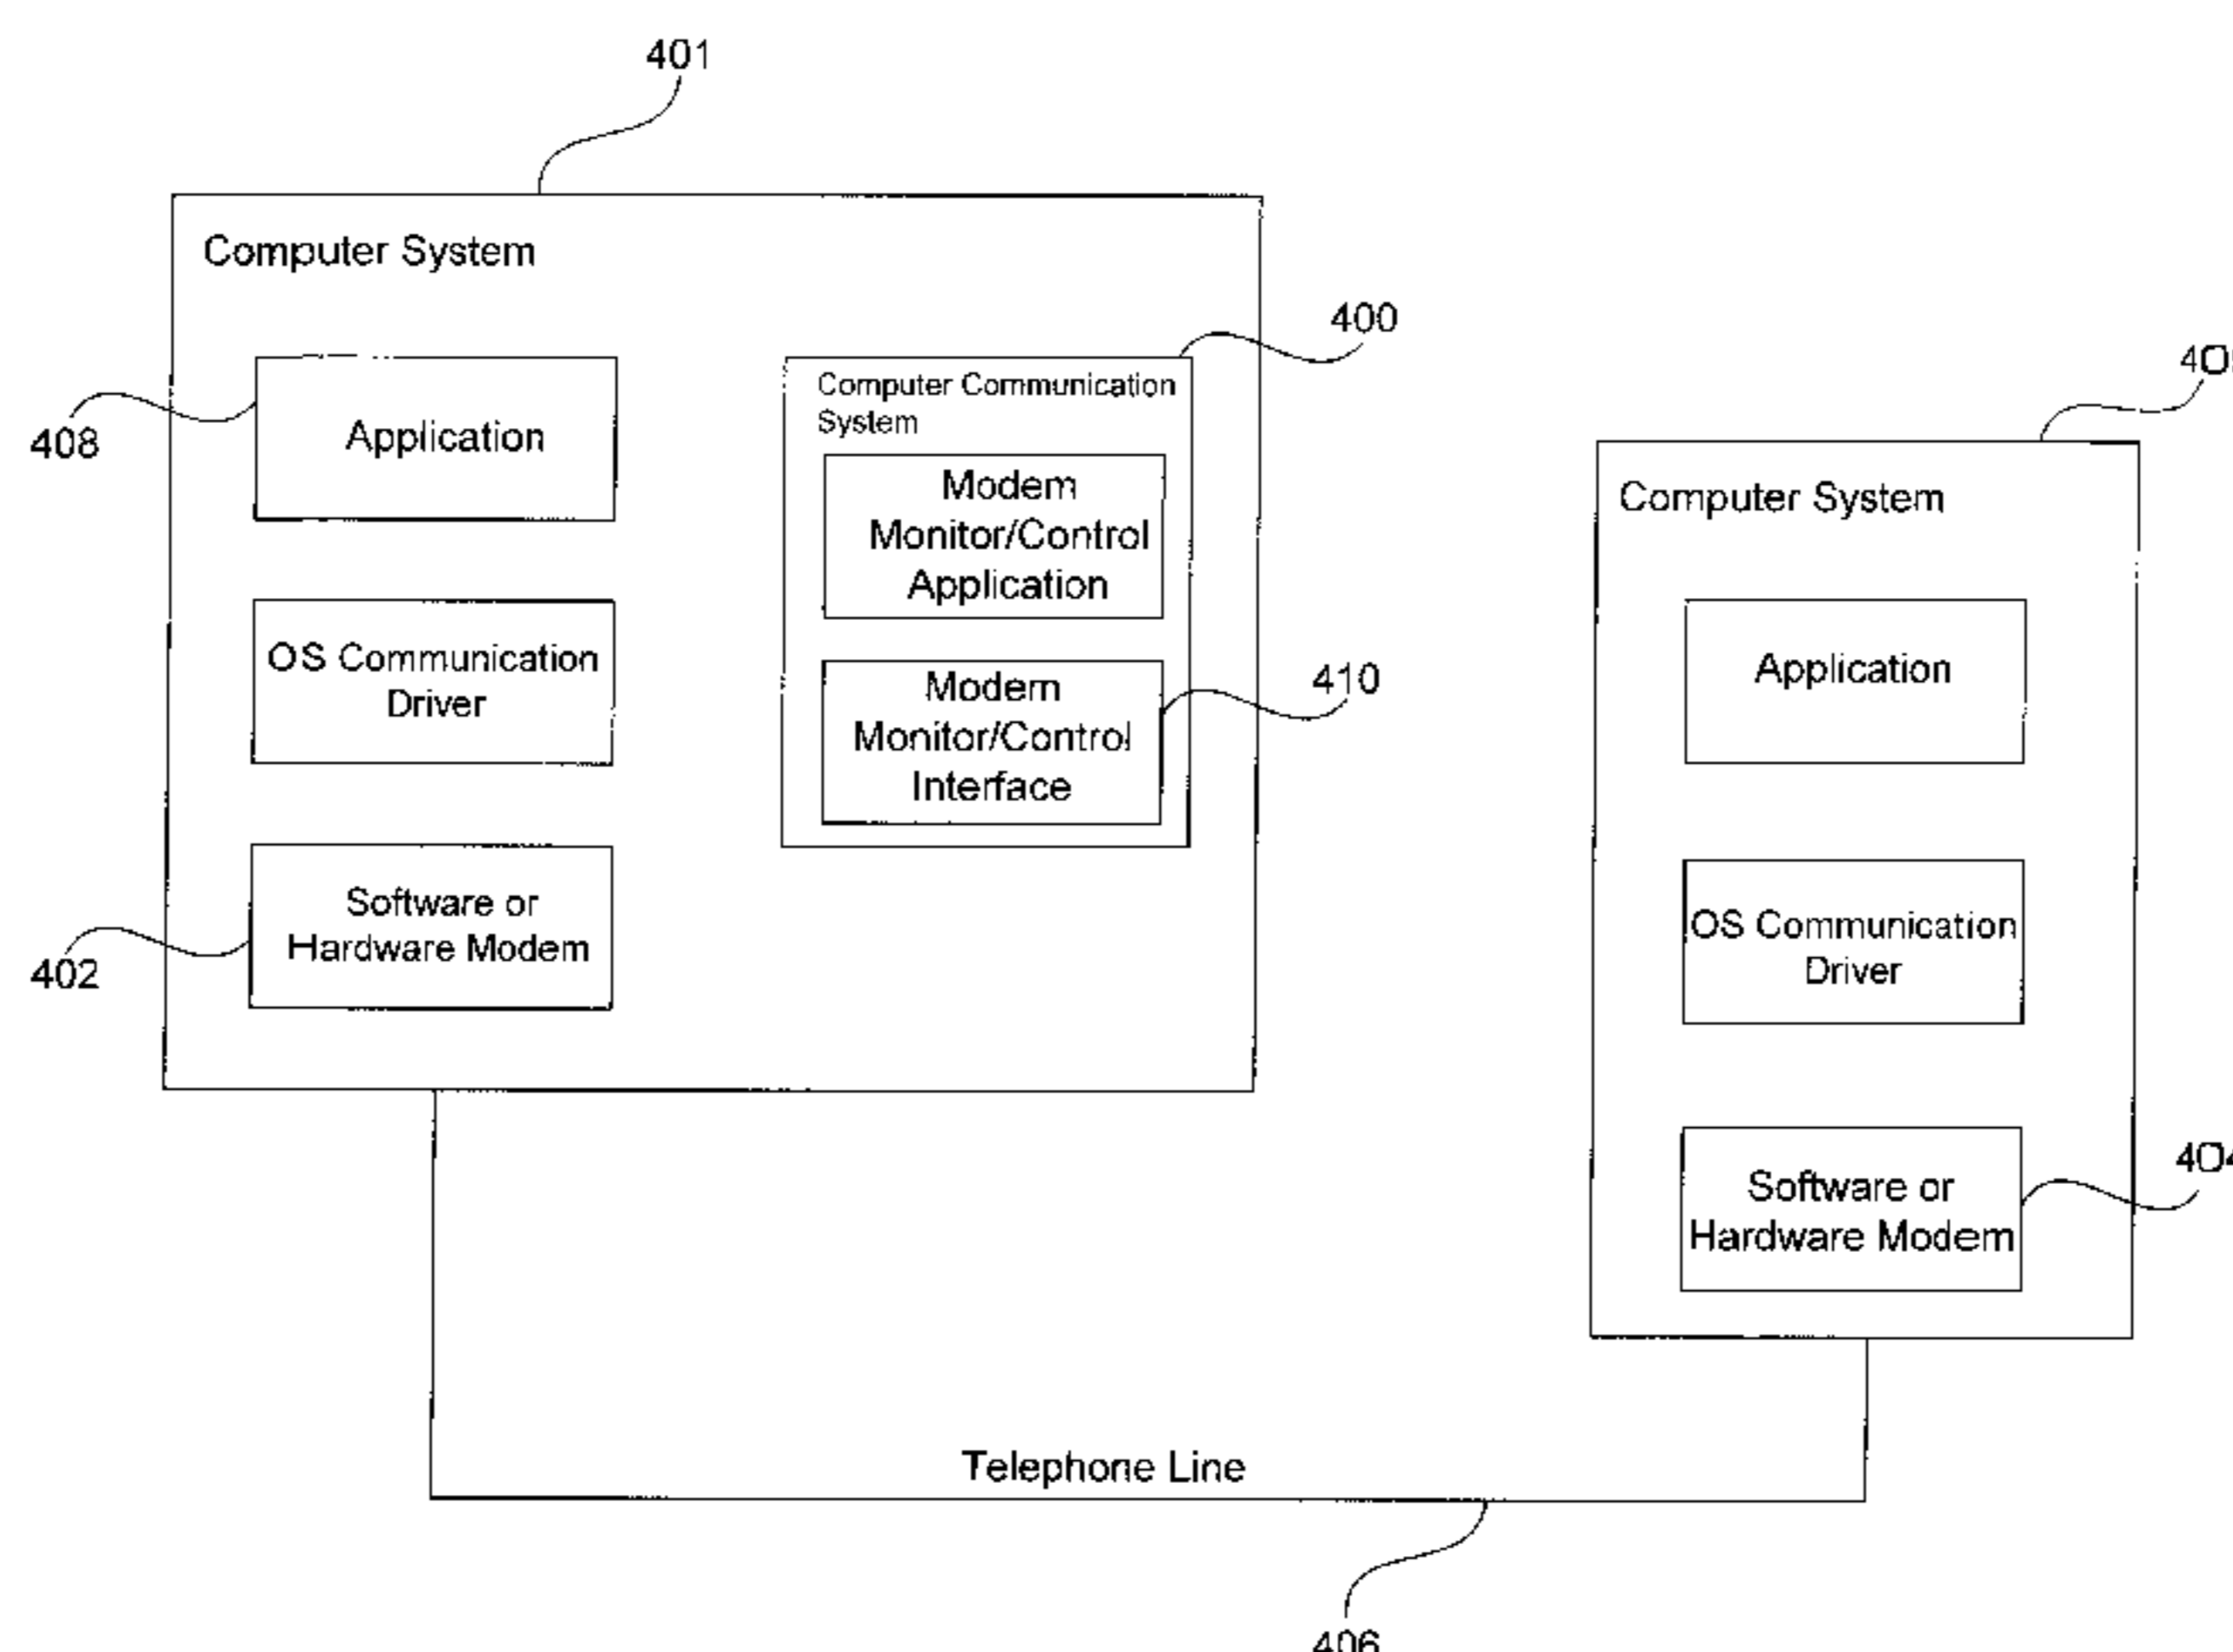 401
Computer System
400
408
Application
Computer Communication
System
Modem
Monitor/Control
Application
OS Communication
Driver
Modem
Monitor/Control
Interface
410
402
Software or
Hardware Modem
Computer System
Application
OS Communication
Driver
Software or
Hardware Modem
404
Telephone Line
406